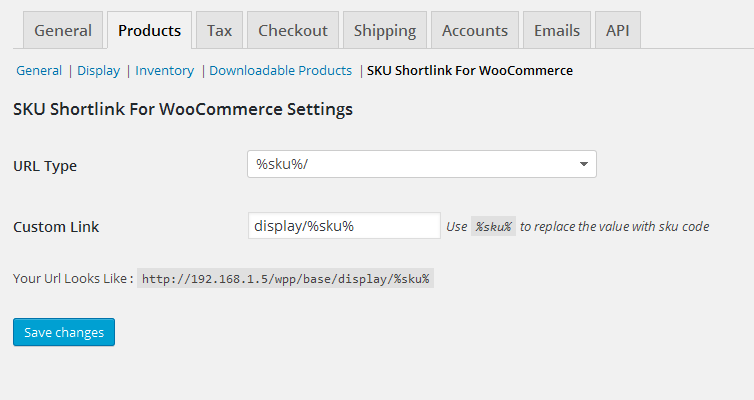 General Products Tax Checkout Shipping Accounts Emails API
General | Display | Inventory | Downloadable Products | SKU Shortlink For WooCommerce
SKU Shortlink For WooCommerce Settings
URL Type %sku%/
Custom Link display/%sku% Use %sku% to replace the value with sku code
Your Url Looks Like : http://192.168.1.5/wpp/base/display/%sku%
Save changes